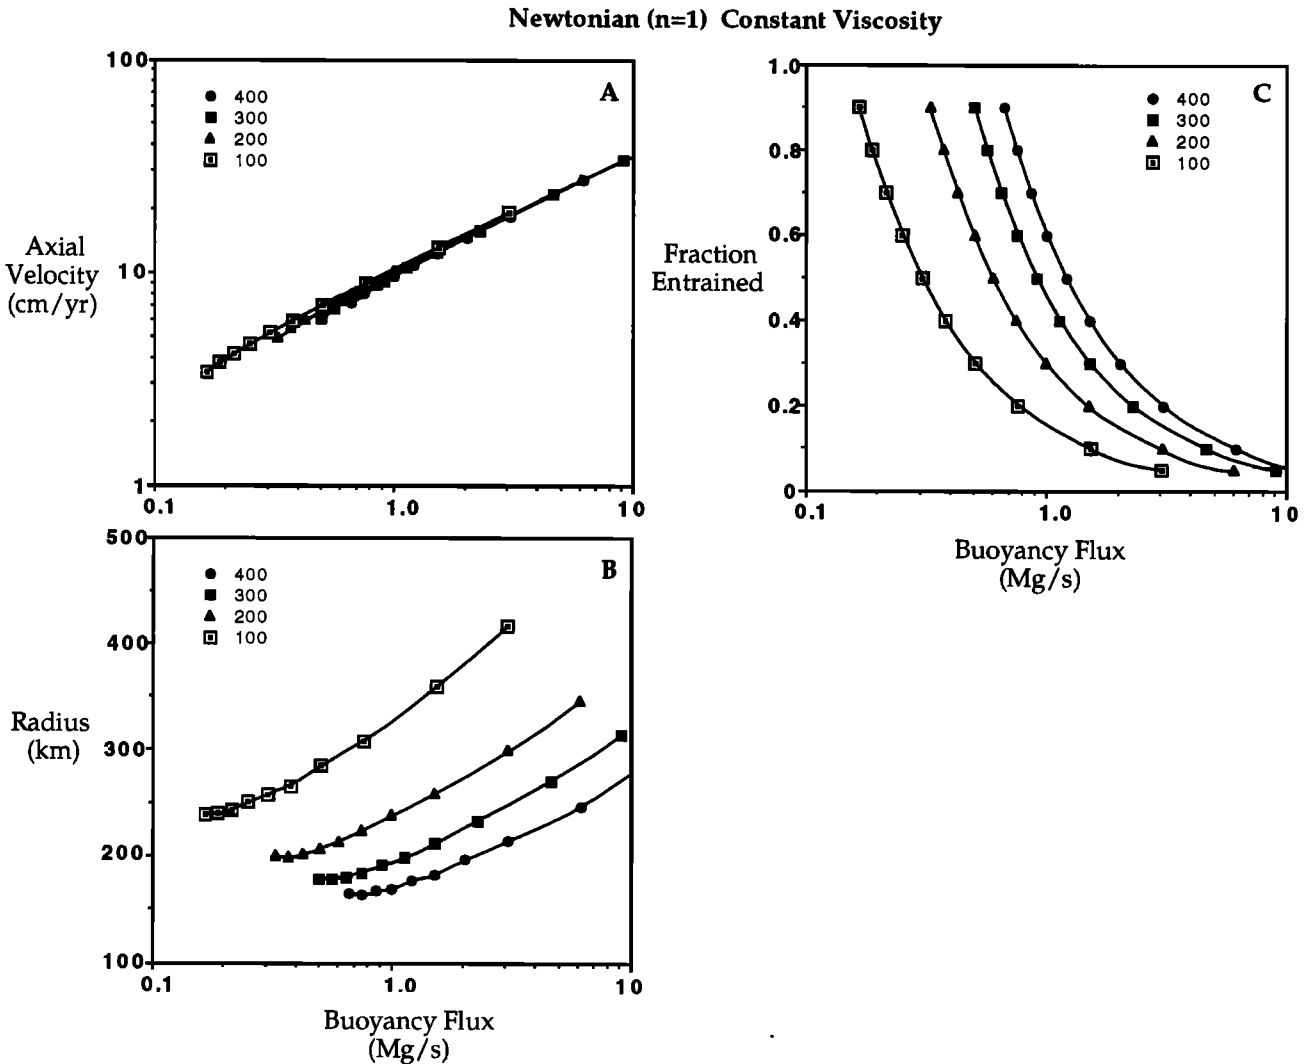 Newtonian (n=1) Constant Viscosity
100
10
1
0.1
1.0
10
Axial
Velocity
(cm/yr)
A
400
300
200
100
1.0
0.8
0.6
0.4
0.2
0
0.1
1.0
10
Fraction
Entrained
C
400
300
200
100
Buoyancy Flux
(Mg/s)
500
400
300
200
100
0.1
1.0
10
Radius
(km)
B
400
300
200
100
Buoyancy Flux
(Mg/s)